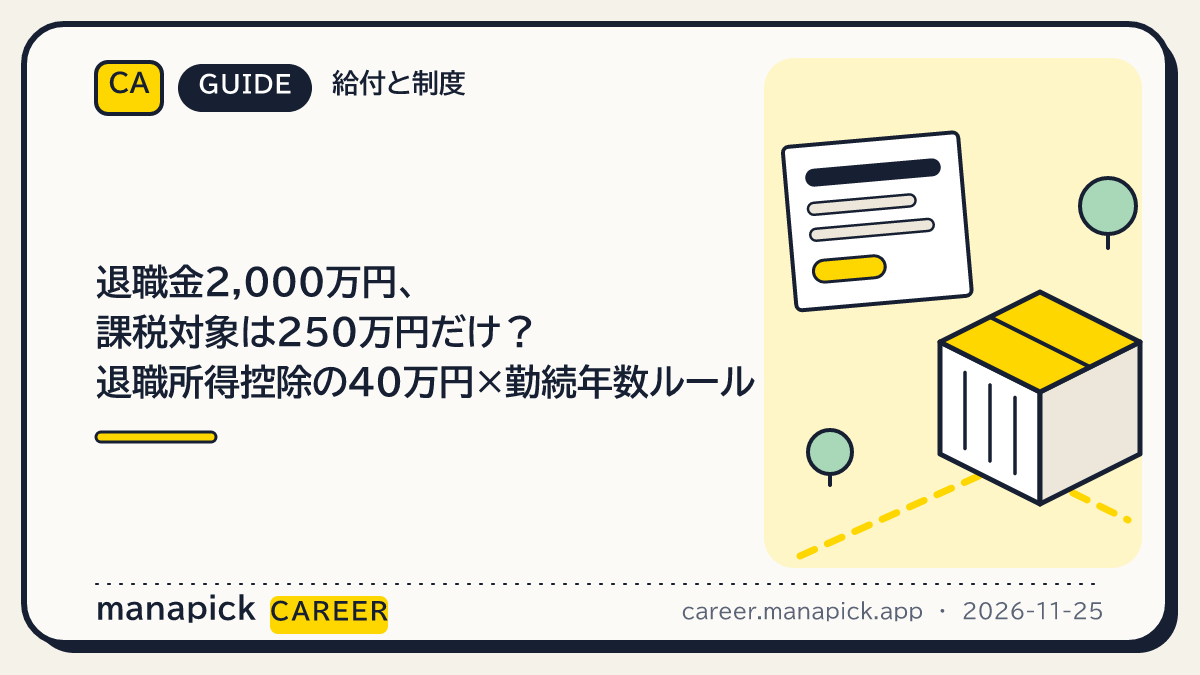 CA GUIDE 給付と制度
退職金2,000万円、
課税対象は250万円だけ？
退職所得控除の40万円×勤続年数ルール
manapick CAREER
career.manapick.app ・ 2026-11-25